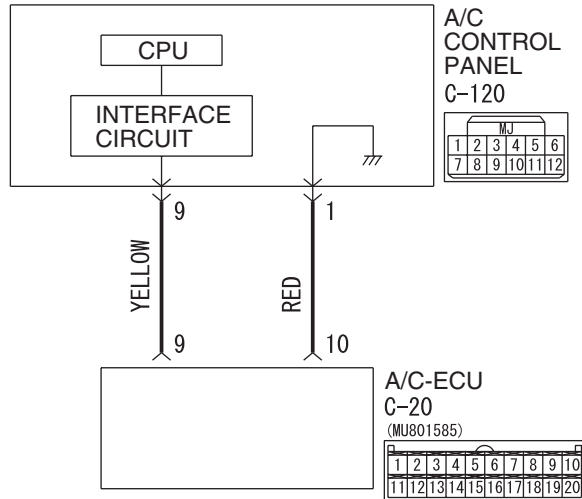 A/C
CONTROL
PANEL
C-120
MJ
1 2 3 4 5 6
7 8 9 10 11 12
CPU
INTERFACE
CIRCUIT
9
1
YELLOW
RED
9
10
A/C-ECU
C-20
(MU801585)
1 2 3 4 5 6 7 8 9 10
11 12 13 14 15 16 17 18 19 20